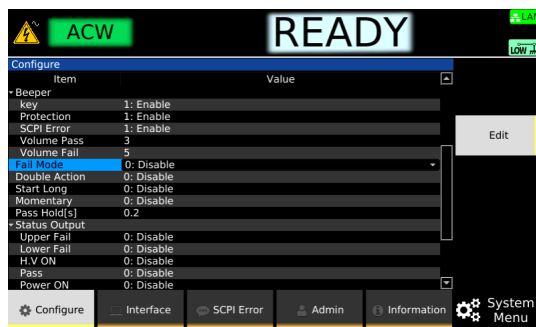 ACW
READY
LAN
LOW
Configure
Item Value
Beeper
key 1: Enable
Protection 1: Enable
SCPI Error 1: Enable
Volume Pass 3
Volume Fail 5
Fail Mode 0: Disable
Double Action 0: Disable
Start Long 0: Disable
Momentary 0: Disable
Pass Hold[s] 0.2
Status Output
Upper Fail 0: Disable
Lower Fail 0: Disable
H.V ON 0: Disable
Pass 0: Disable
Power ON 0: Disable
Edit
Configure Interface SCPI Error Admin Information
System
Menu